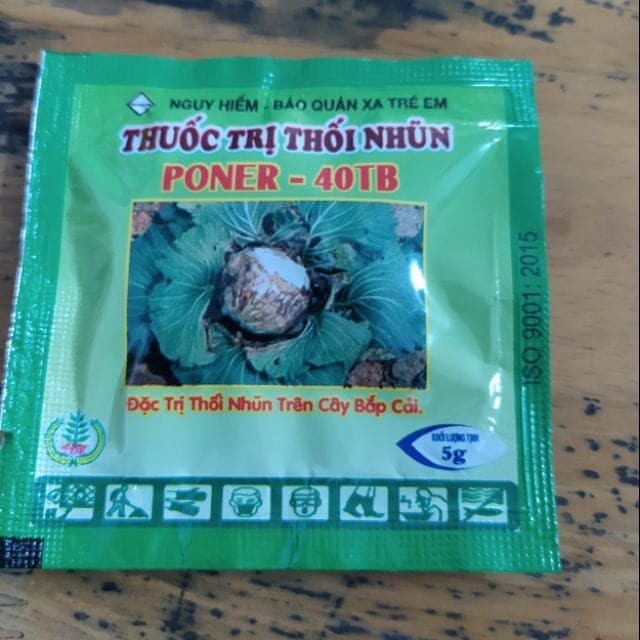 NGUY HIỂM - BẢO QUẢN XA TRẺ EM
THUỐC TRỊ THỐI NHŨN
PONER - 40TB
ISO 9001: 2015
Đặc Trị Thối Nhũn Trên Cây Bắp Cải.
KHỐI LƯỢNG TỊNH
5g